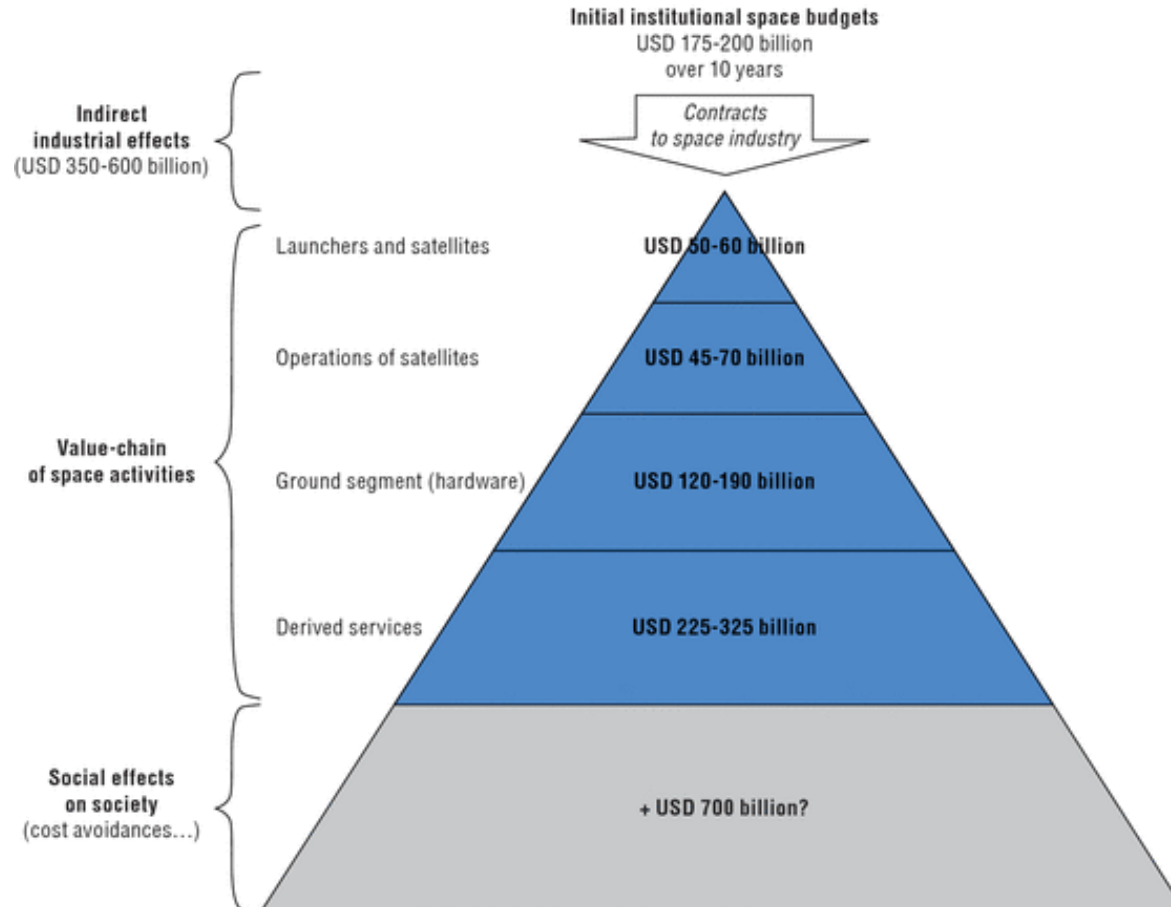 Initial institutional space budgets
USD 175-200 billion
over 10 years
Contracts
to space industry
Indirect
industrial effects
(USD 350-600 billion)
Launchers and satellites
USD 50-60 billion
Operations of satellites
USD 45-70 billion
Value-chain
of space activities
Ground segment (hardware)
USD 120-190 billion
Derived services
USD 225-325 billion
Social effects
on society
(cost avoidances...)
+ USD 700 billion?